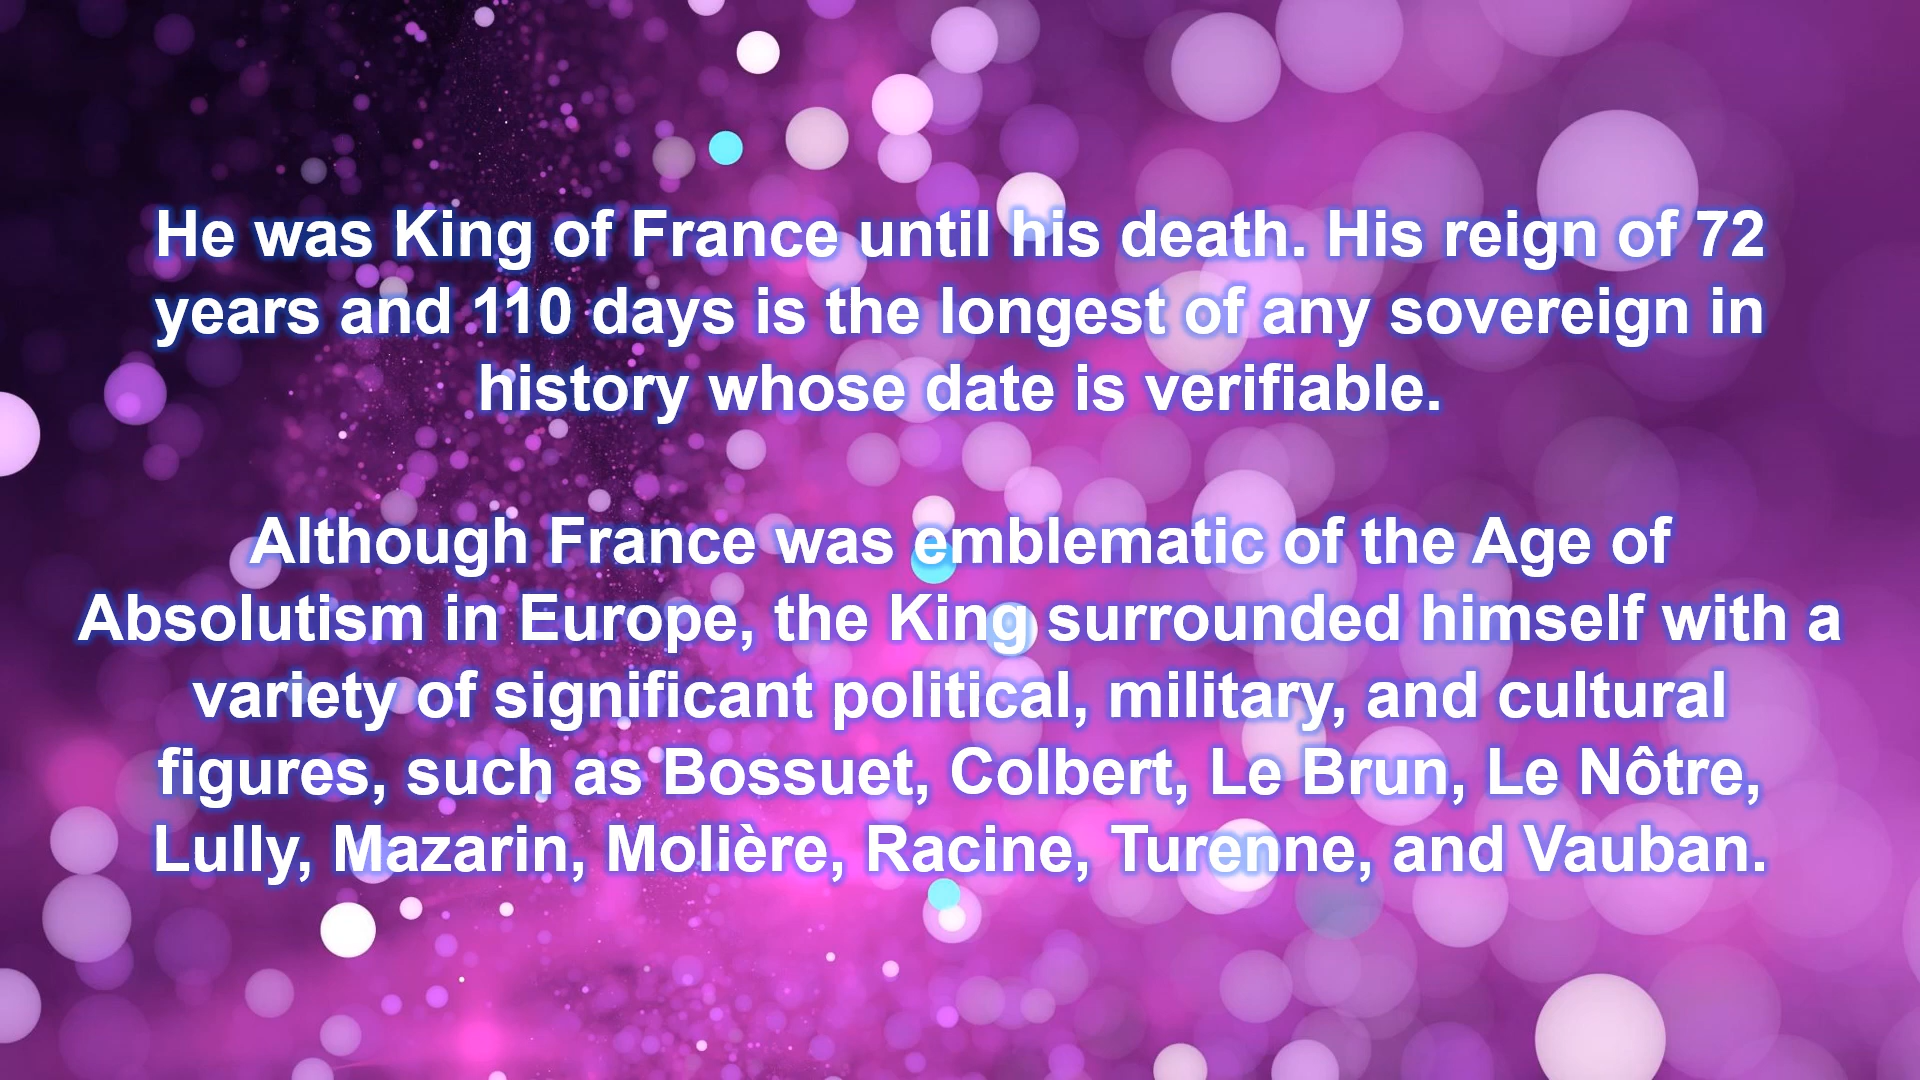 He was King of France until his death. His reign of 72
years and 110 days is the longest of any sovereign in
history whose date is verifiable.
Although France was emblematic of the Age of
Absolutism in Europe, the King surrounded himself with a
variety of significant political, military, and cultural
figures, such as Bossuet, Colbert, Le Brun, Le Nôtre,
Lully, Mazarin, Molière, Racine, Turenne, and Vauban.